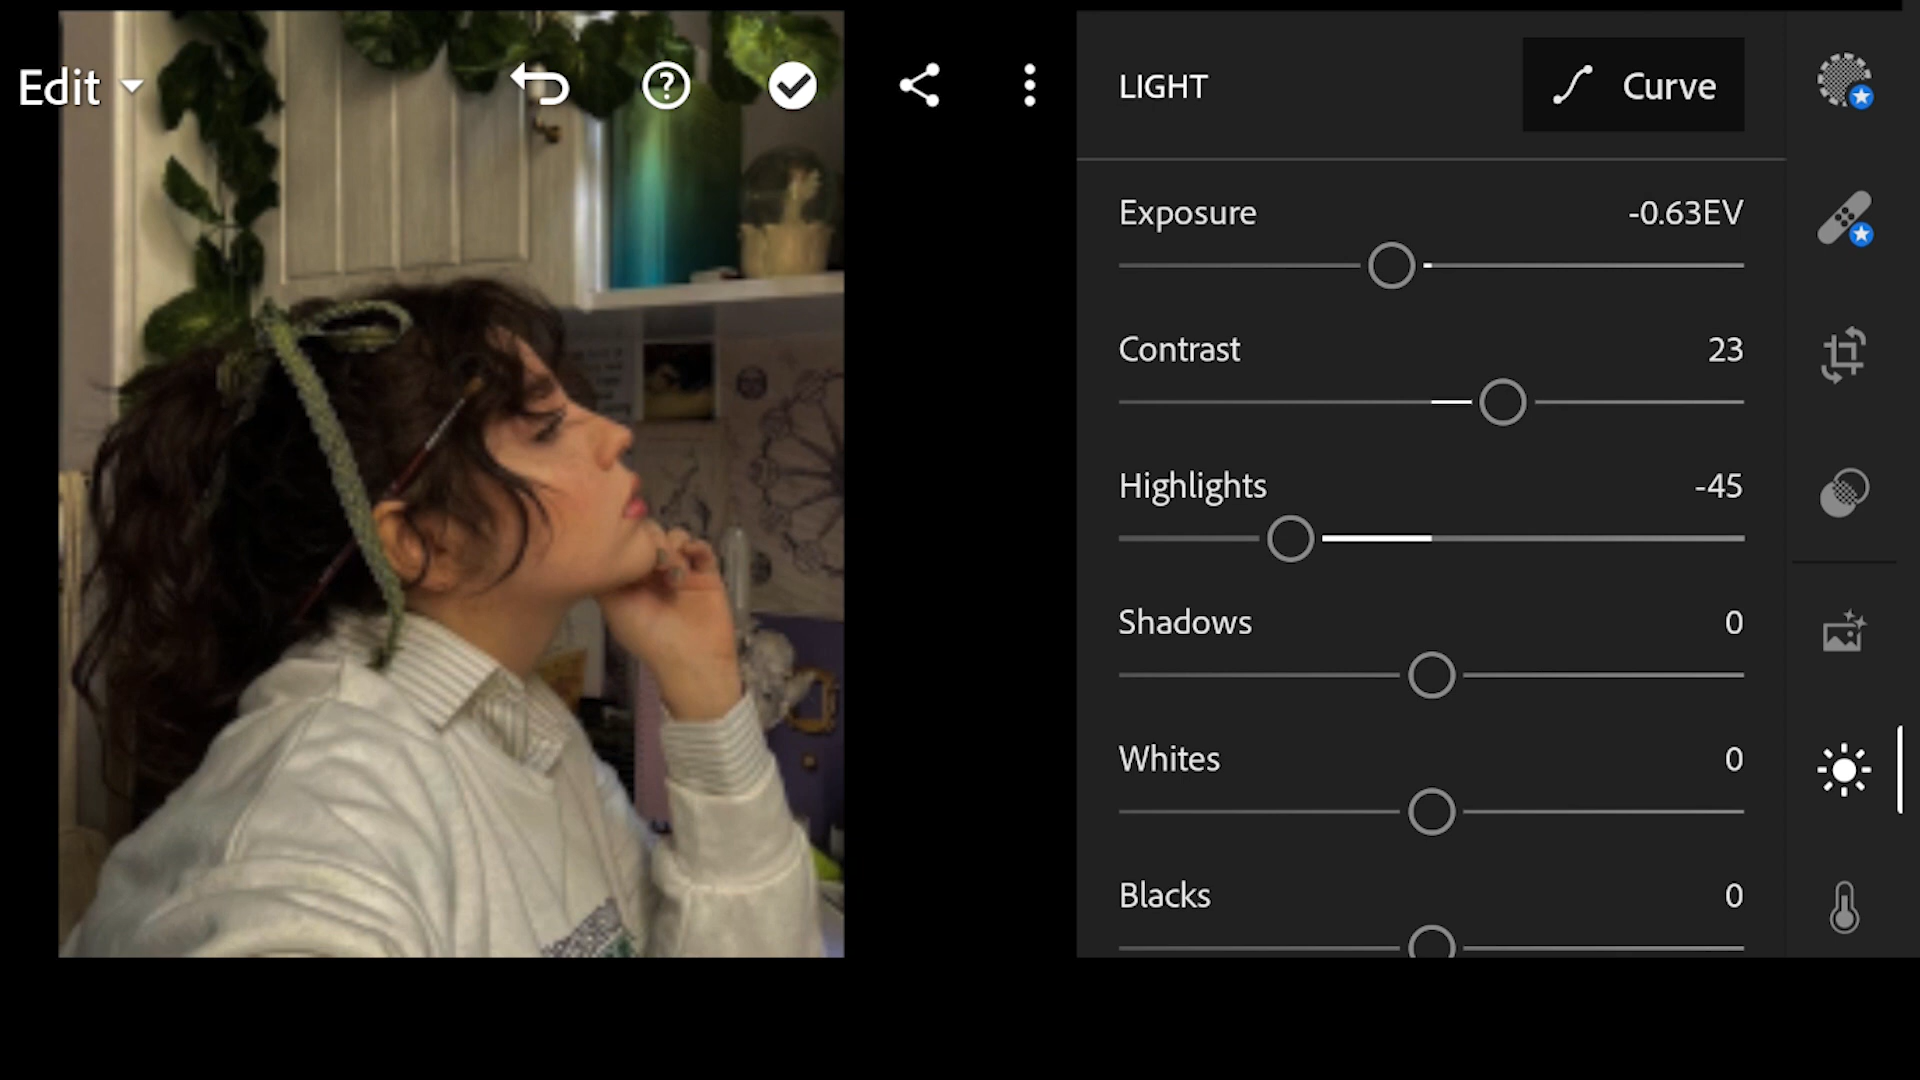 Edit
LIGHT
Curve
Exposure -0.63EV
Contrast 23
Highlights -45
Shadows 0
Whites 0
Blacks 0